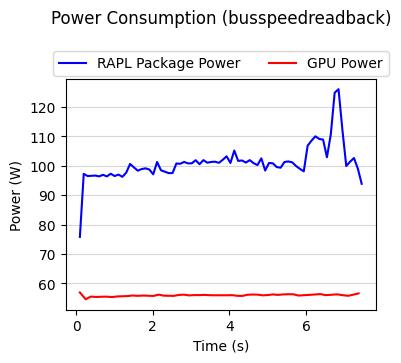 Power Consumption (busspeedreadback)
RAPL Package Power
GPU Power
120
110
100
90
80
70
60
Power (W)
0
2
4
6
Time (s)